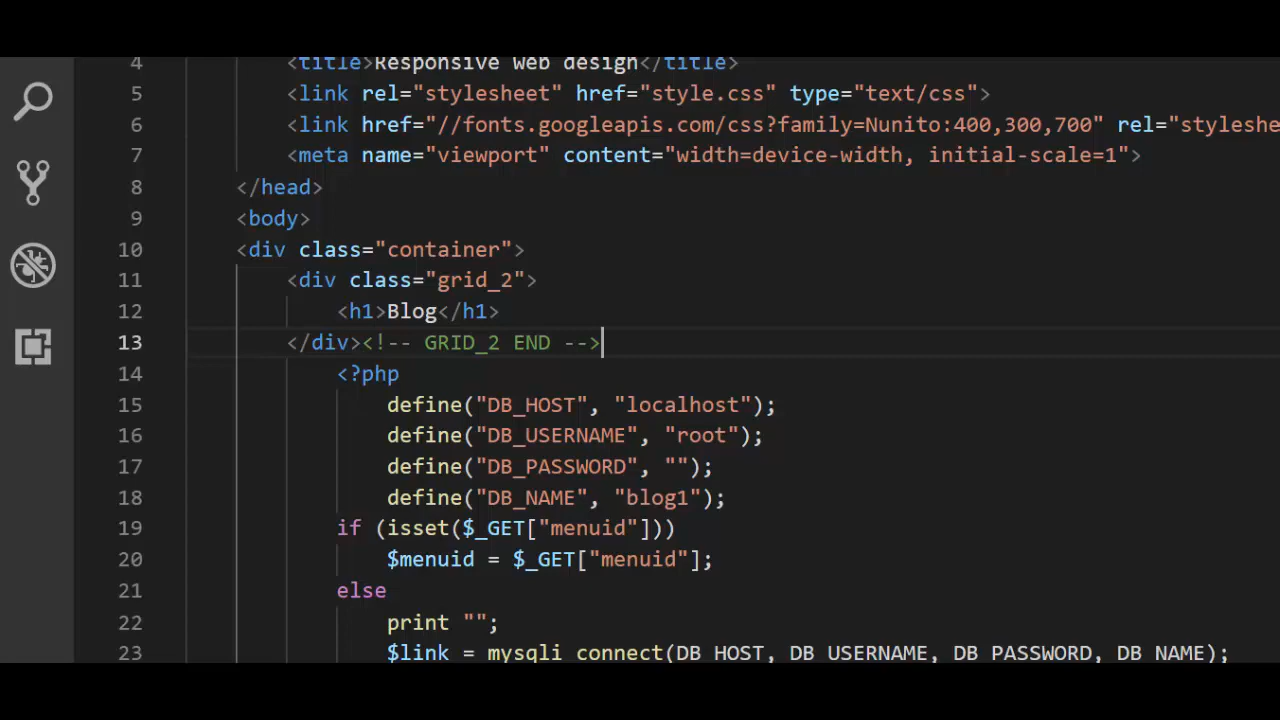 4 <title>Responsive web design</title>
5 <link rel="stylesheet" href="style.css" type="text/css">
6 <link href="//fonts.googleapis.com/css?family=Nunito:400,300,700" rel="styleshe
7 <meta name="viewport" content="width=device-width, initial-scale=1">
8 </head>
9 <body>
10 <div class="container">
11 <div class="grid_2">
12 <h1>Blog</h1>
13 </div><!-- GRID_2 END -->
14 <?php
15 define("DB_HOST", "localhost");
16 define("DB_USERNAME", "root");
17 define("DB_PASSWORD", "");
18 define("DB_NAME", "blog1");
19 if (isset($_GET["menuid"]))
20 $menuid = $_GET["menuid"];
21 else
22 print "";
23 $link = mysqli_connect(DB_HOST, DB_USERNAME, DB_PASSWORD, DB_NAME);